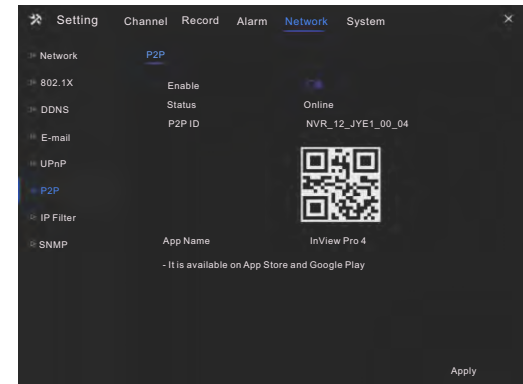 Setting
Channel Record Alarm Network System
Network
802.1X
DDNS
E-mail
UPnP
P2P
IP Filter
SNMP
P2P
Enable
Status Online
P2P ID NVR_12_JYE1_00_04
App Name InView Pro 4
- It is available on App Store and Google Play
Apply